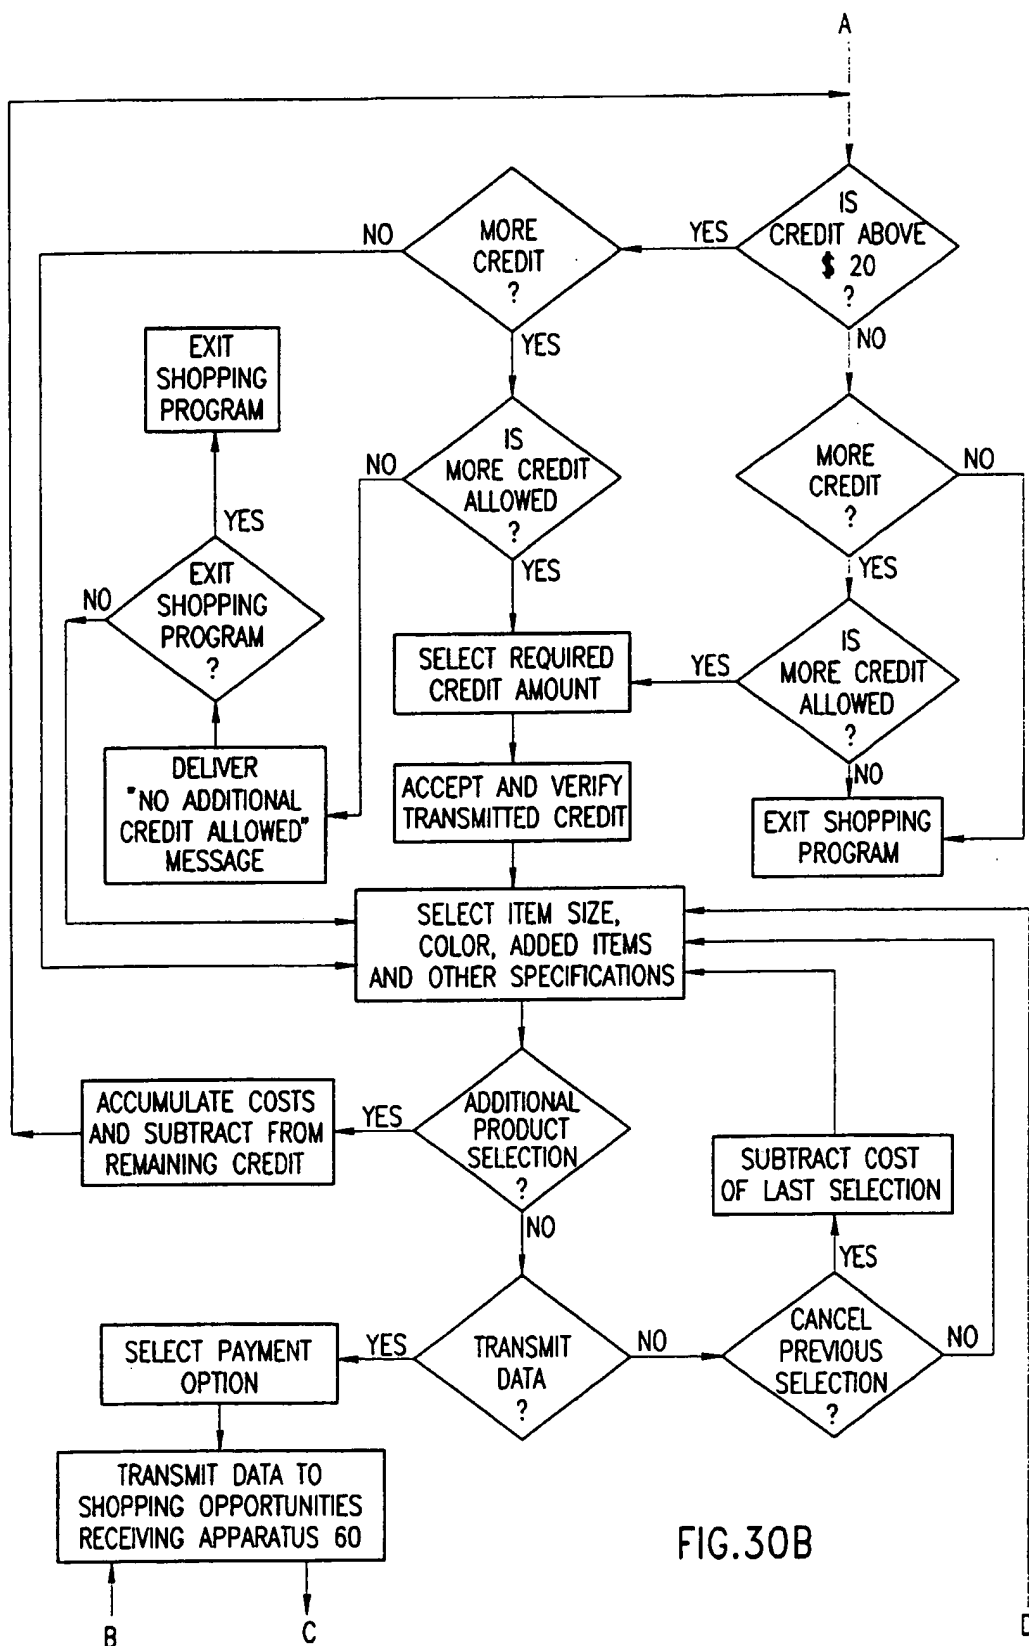 A
IS
CREDIT ABOVE
$ 20
?
YES
NO
MORE
CREDIT
?
NO
YES
EXIT
SHOPPING
PROGRAM
IS
MORE CREDIT
ALLOWED
?
NO
YES
MORE
CREDIT
?
NO
YES
YES
EXIT
SHOPPING
PROGRAM
?
NO
SELECT REQUIRED
CREDIT AMOUNT
YES
IS
MORE CREDIT
ALLOWED
?
NO
DELIVER
"NO ADDITIONAL
CREDIT ALLOWED"
MESSAGE
ACCEPT AND VERIFY
TRANSMITTED CREDIT
EXIT SHOPPING
PROGRAM
SELECT ITEM SIZE,
COLOR, ADDED ITEMS
AND OTHER SPECIFICATIONS
ACCUMULATE COSTS
AND SUBTRACT FROM
REMAINING CREDIT
YES
ADDITIONAL
PRODUCT
SELECTION
?
NO
SUBTRACT COST
OF LAST SELECTION
YES
SELECT PAYMENT
OPTION
YES
TRANSMIT
DATA
?
NO
CANCEL
PREVIOUS
SELECTION
?
NO
TRANSMIT DATA TO
SHOPPING OPPORTUNITIES
RECEIVING APPARATUS 60
FIG.30B
B
C
D